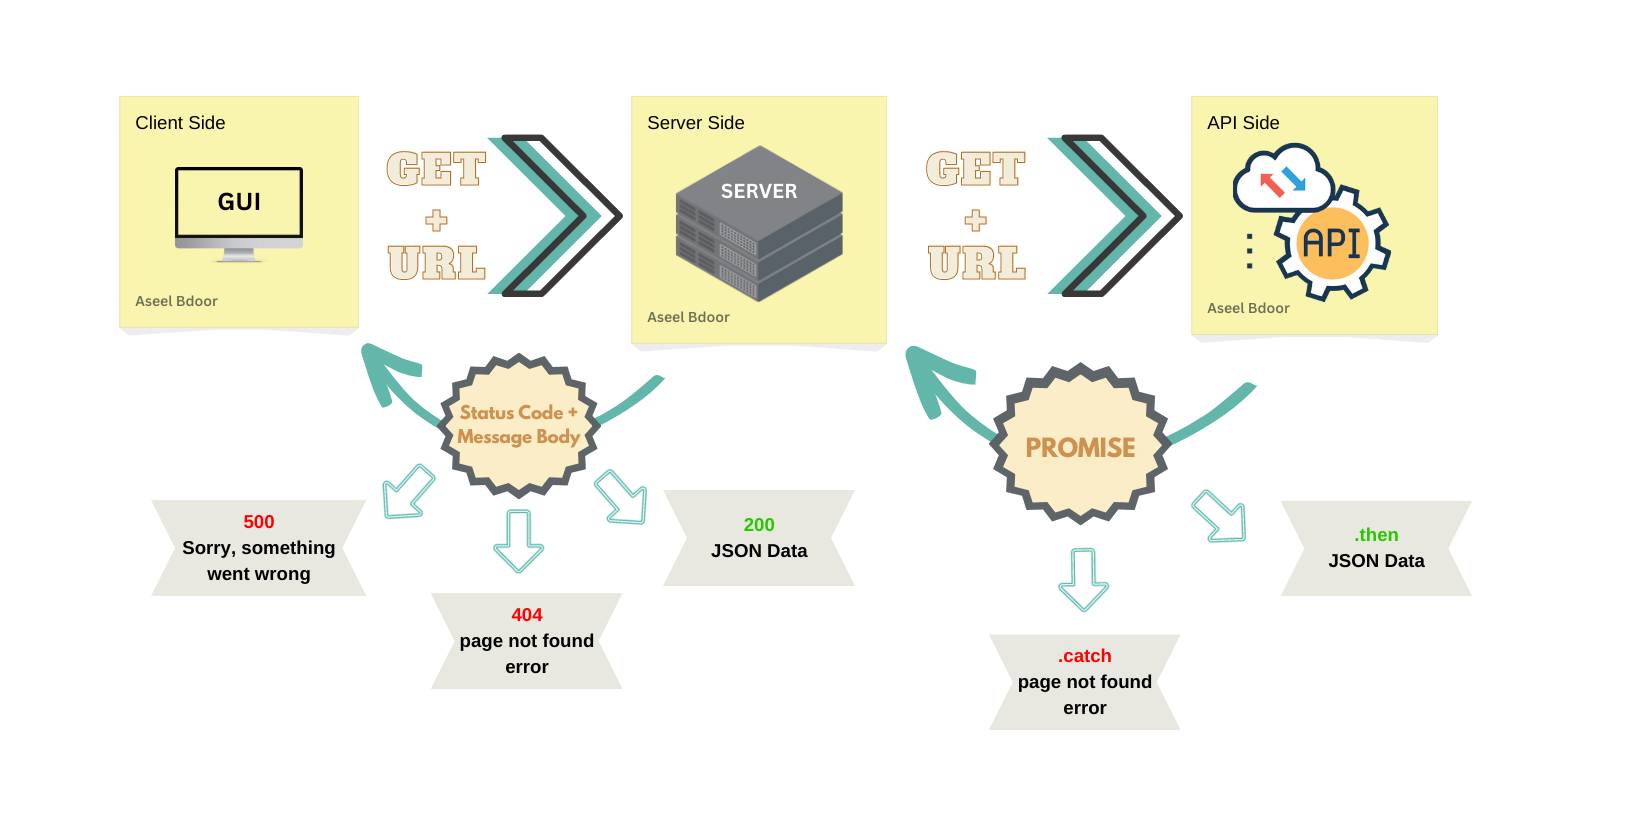 Client Side
GUI
Aseel Bdoor
GET
+
URL
Server Side
SERVER
Aseel Bdoor
GET
+
URL
API Side
API
Aseel Bdoor
Status Code +
Message Body
500
Sorry, something
went wrong
404
page not found
error
200
JSON Data
PROMISE
.catch
page not found
error
.then
JSON Data